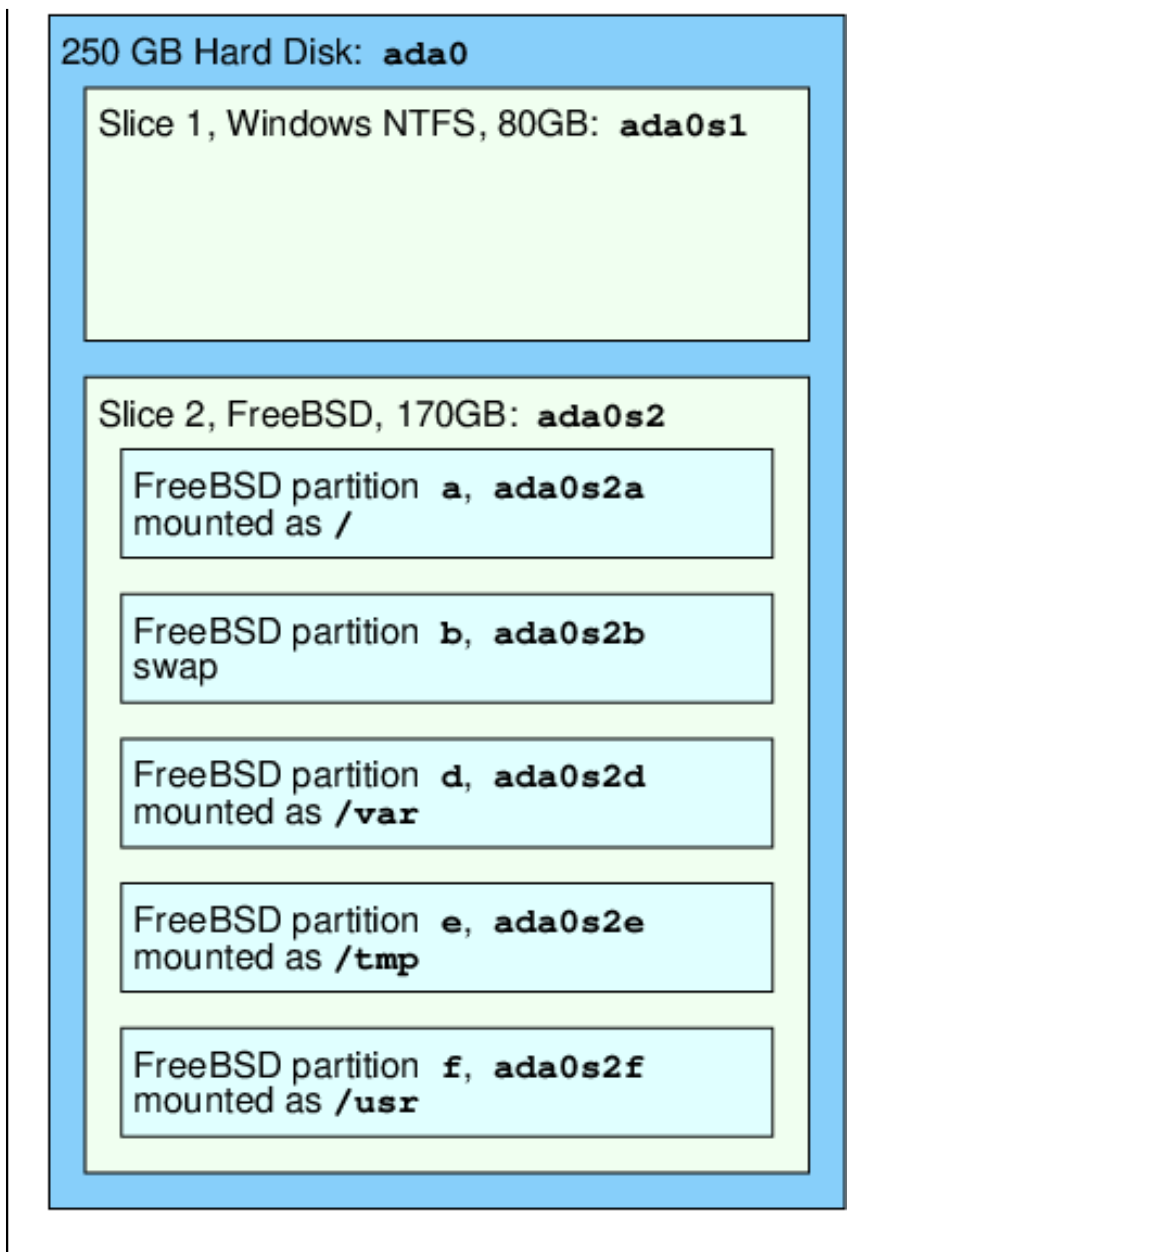 250 GB Hard Disk: ada0
Slice 1, Windows NTFS, 80GB: ada0s1
Slice 2, FreeBSD, 170GB: ada0s2
FreeBSD partition a, ada0s2a
mounted as /
FreeBSD partition b, ada0s2b
swap
FreeBSD partition d, ada0s2d
mounted as /var
FreeBSD partition e, ada0s2e
mounted as /tmp
FreeBSD partition f, ada0s2f
mounted as /usr